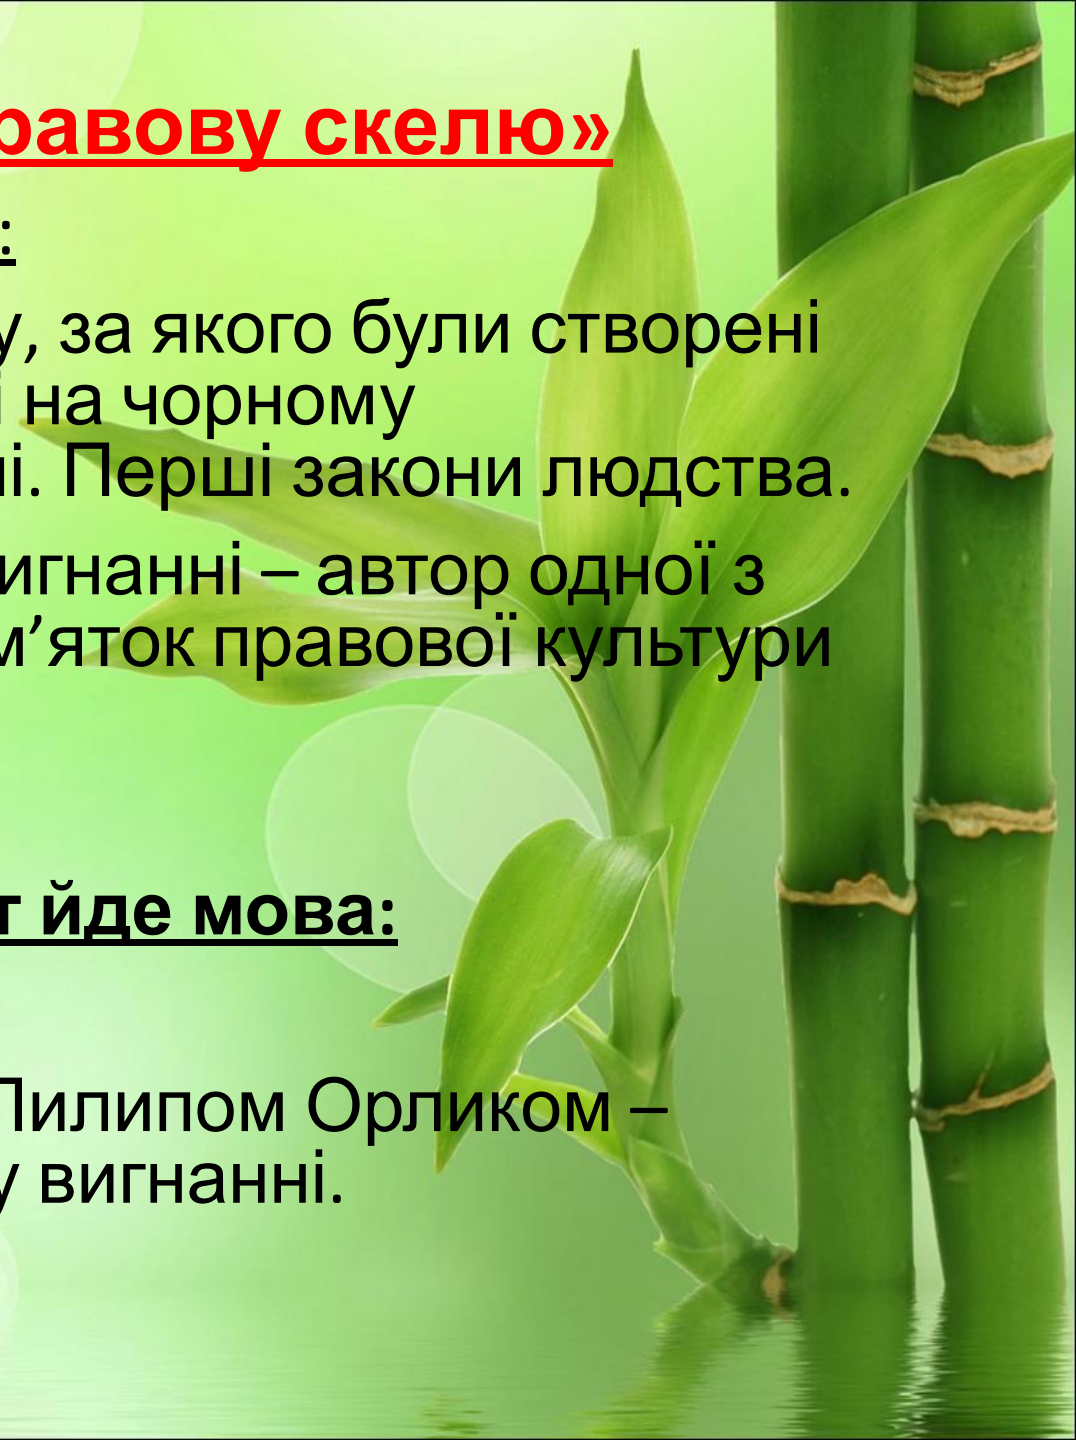 равову скелю»
:
у, за якого були створені
і на чорному
і. Перші закони людства.
игнанні – автор одної з
м’яток правової культури
т йде мова:
Пилипом Орликом –
у вигнанні.